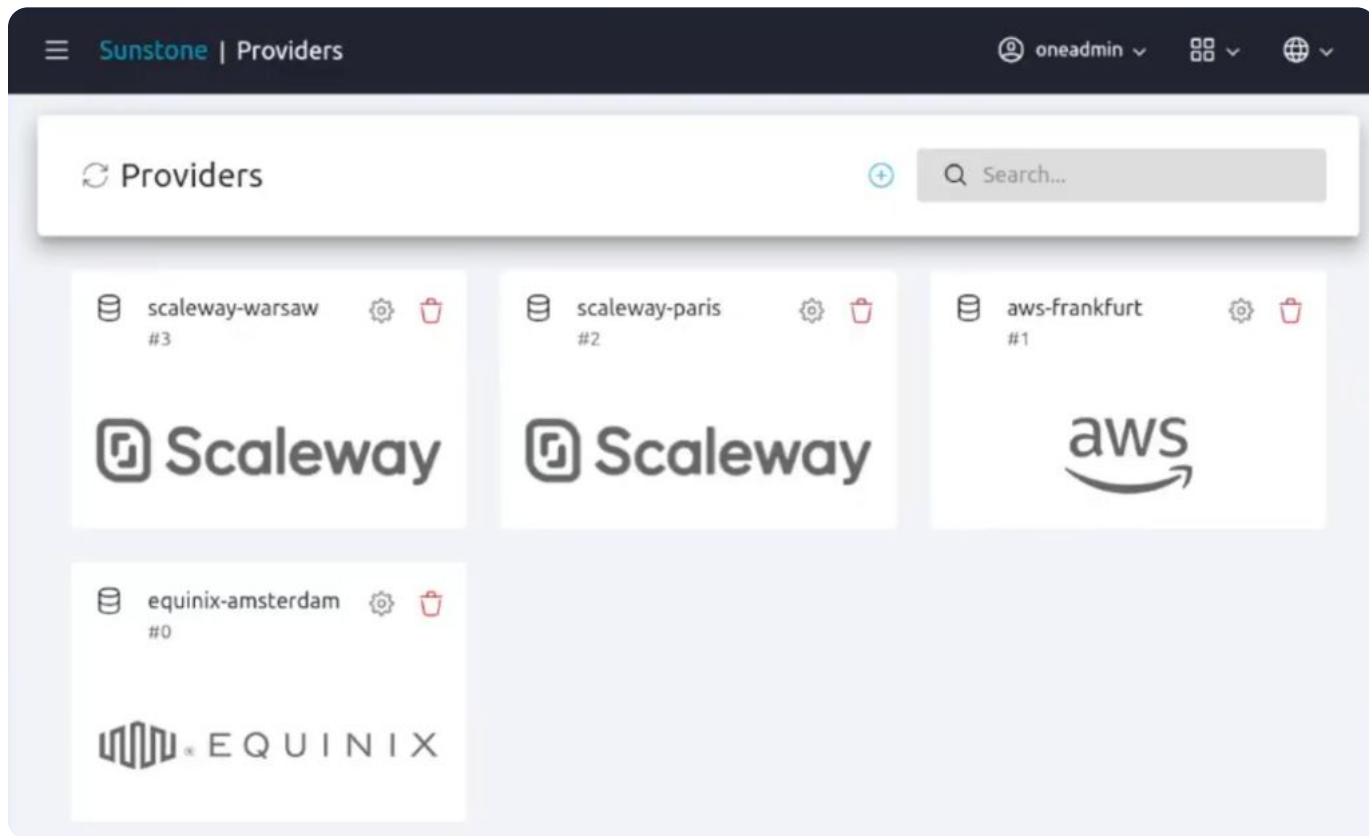 Sunstone | Providers
oneadmin
Providers
Search...
scaleway-warsaw
#3
Scaleway
scaleway-paris
#2
Scaleway
aws-frankfurt
#1
aws
equinix-amsterdam
#0
EQUINIX